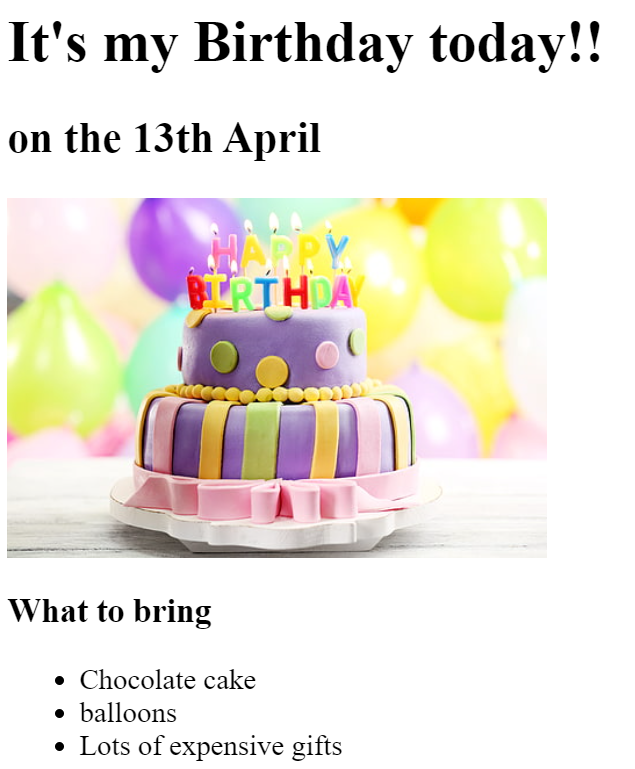 It's my Birthday today!!
on the 13th April
HAPPY
BIRTHDAY
What to bring
Chocolate cake
balloons
Lots of expensive gifts